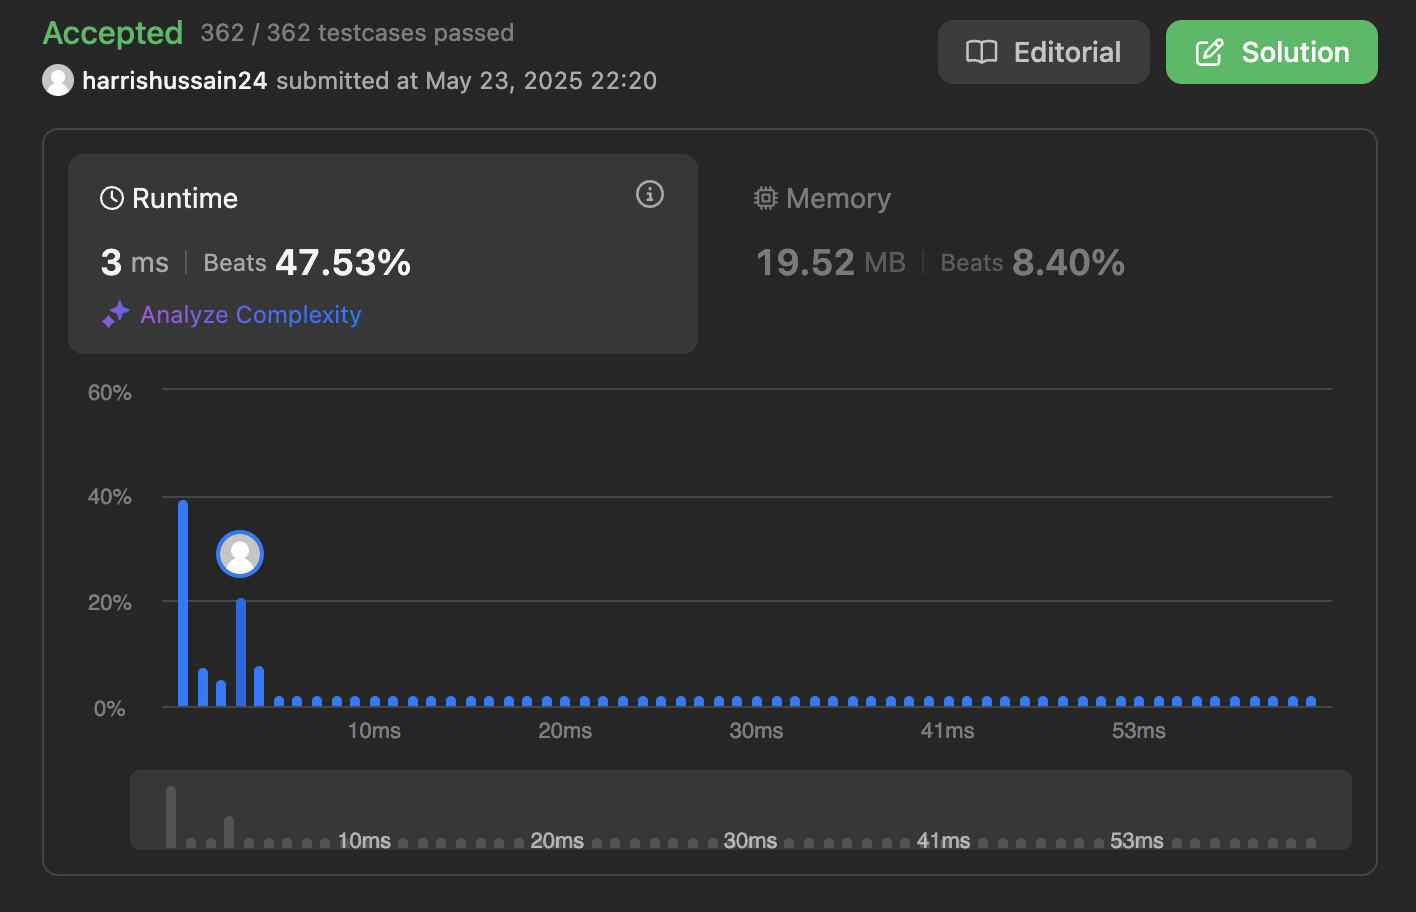 Accepted 362 / 362 testcases passed
Editorial
Solution
harrishussain24 submitted at May 23, 2025 22:20
Runtime
Memory
3 ms | Beats 47.53%
19.52 MB | Beats 8.40%
Analyze Complexity
60%
40%
20%
0%
10ms 20ms 30ms 41ms 53ms
10ms 20ms 30ms 41ms 53ms